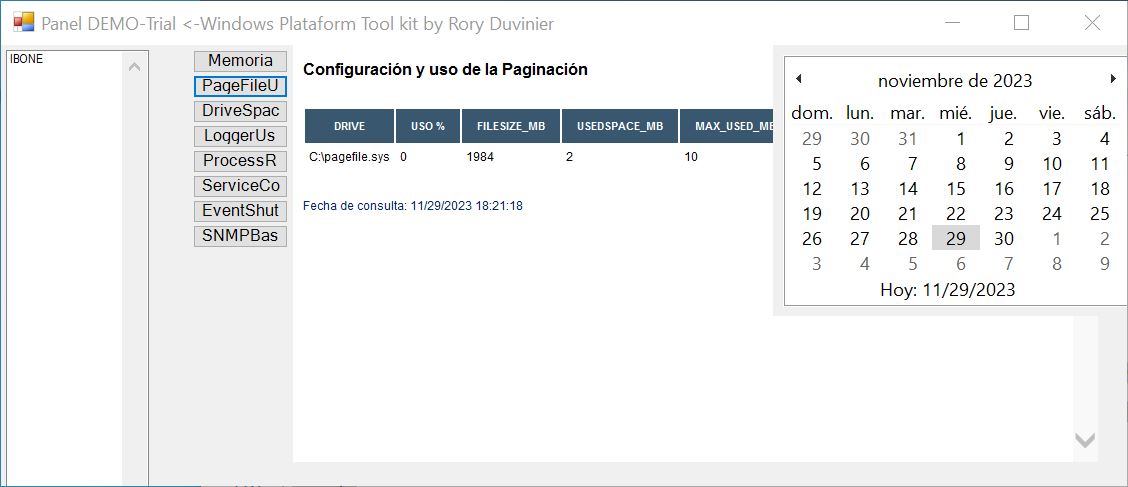 Panel DEMO-Trial <-Windows Plataform Tool kit by Rory Duvinier
IBONE
Memoria
PageFileU
DriveSpac
LoggerUs
ProcessR
ServiceCo
EventShut
SNMPBas
Configuración y uso de la Paginación
DRIVE USO % FILESIZE_MB USEDSPACE_MB MAX_USED_MB
C:\pagefile.sys 0 1984 2 10
Fecha de consulta: 11/29/2023 18:21:18
noviembre de 2023
dom. lun. mar. mié. jue. vie. sáb.
29 30 31 1 2 3 4
5 6 7 8 9 10 11
12 13 14 15 16 17 18
19 20 21 22 23 24 25
26 27 28 29 30 1 2
3 4 5 6 7 8 9
Hoy: 11/29/2023